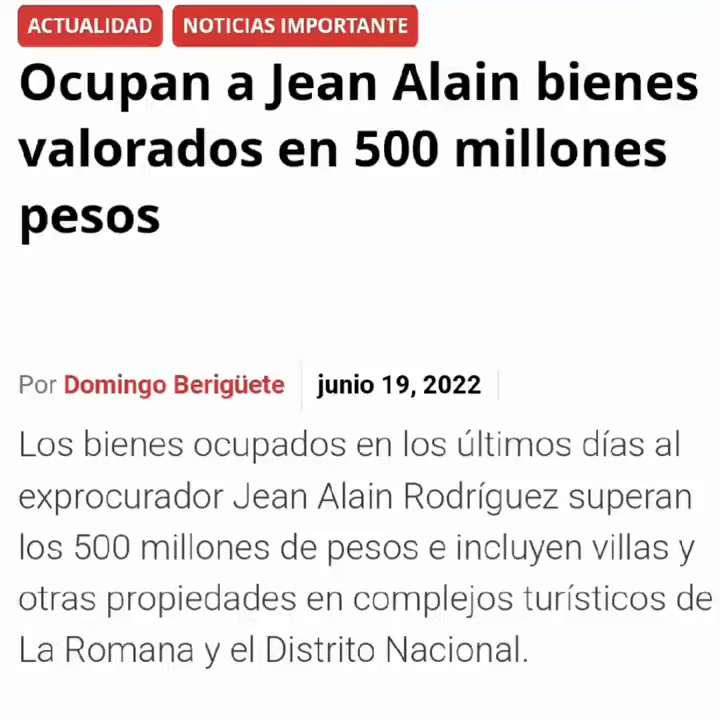 ACTUALIDAD NOTICIAS IMPORTANTE
Ocupan a Jean Alain bienes
valorados en 500 millones
pesos
Por Domingo Berigüete junio 19, 2022
Los bienes ocupados en los últimos días al
exprocurador Jean Alain Rodríguez superan
los 500 millones de pesos e incluyen villas y
otras propiedades en complejos turísticos de
La Romana y el Distrito Nacional.